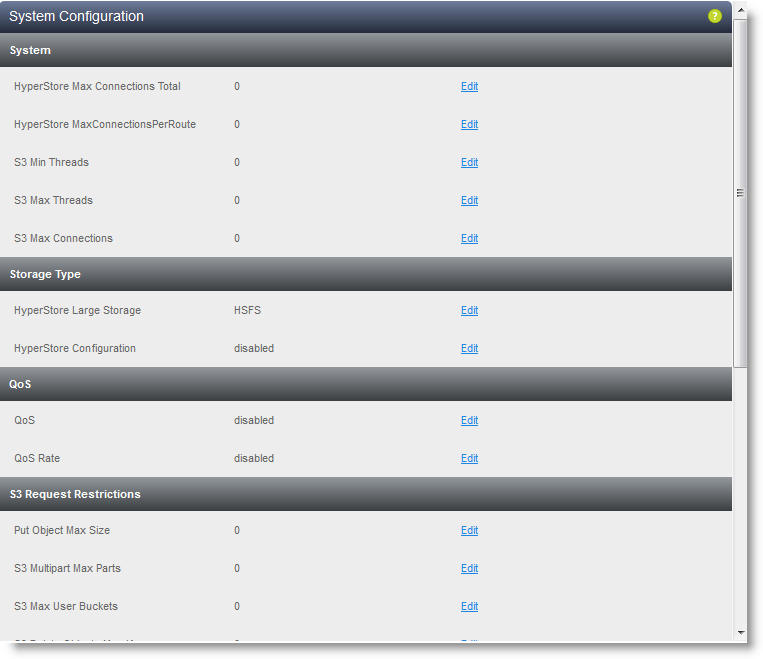 System Configuration ?
System
HyperStore Max Connections Total 0 Edit
HyperStore MaxConnectionsPerRoute 0 Edit
S3 Min Threads 0 Edit
S3 Max Threads 0 Edit
S3 Max Connections 0 Edit
Storage Type
HyperStore Large Storage HSFS Edit
HyperStore Configuration disabled Edit
QoS
QoS disabled Edit
QoS Rate disabled Edit
S3 Request Restrictions
Put Object Max Size 0 Edit
S3 Multipart Max Parts 0 Edit
S3 Max User Buckets 0 Edit